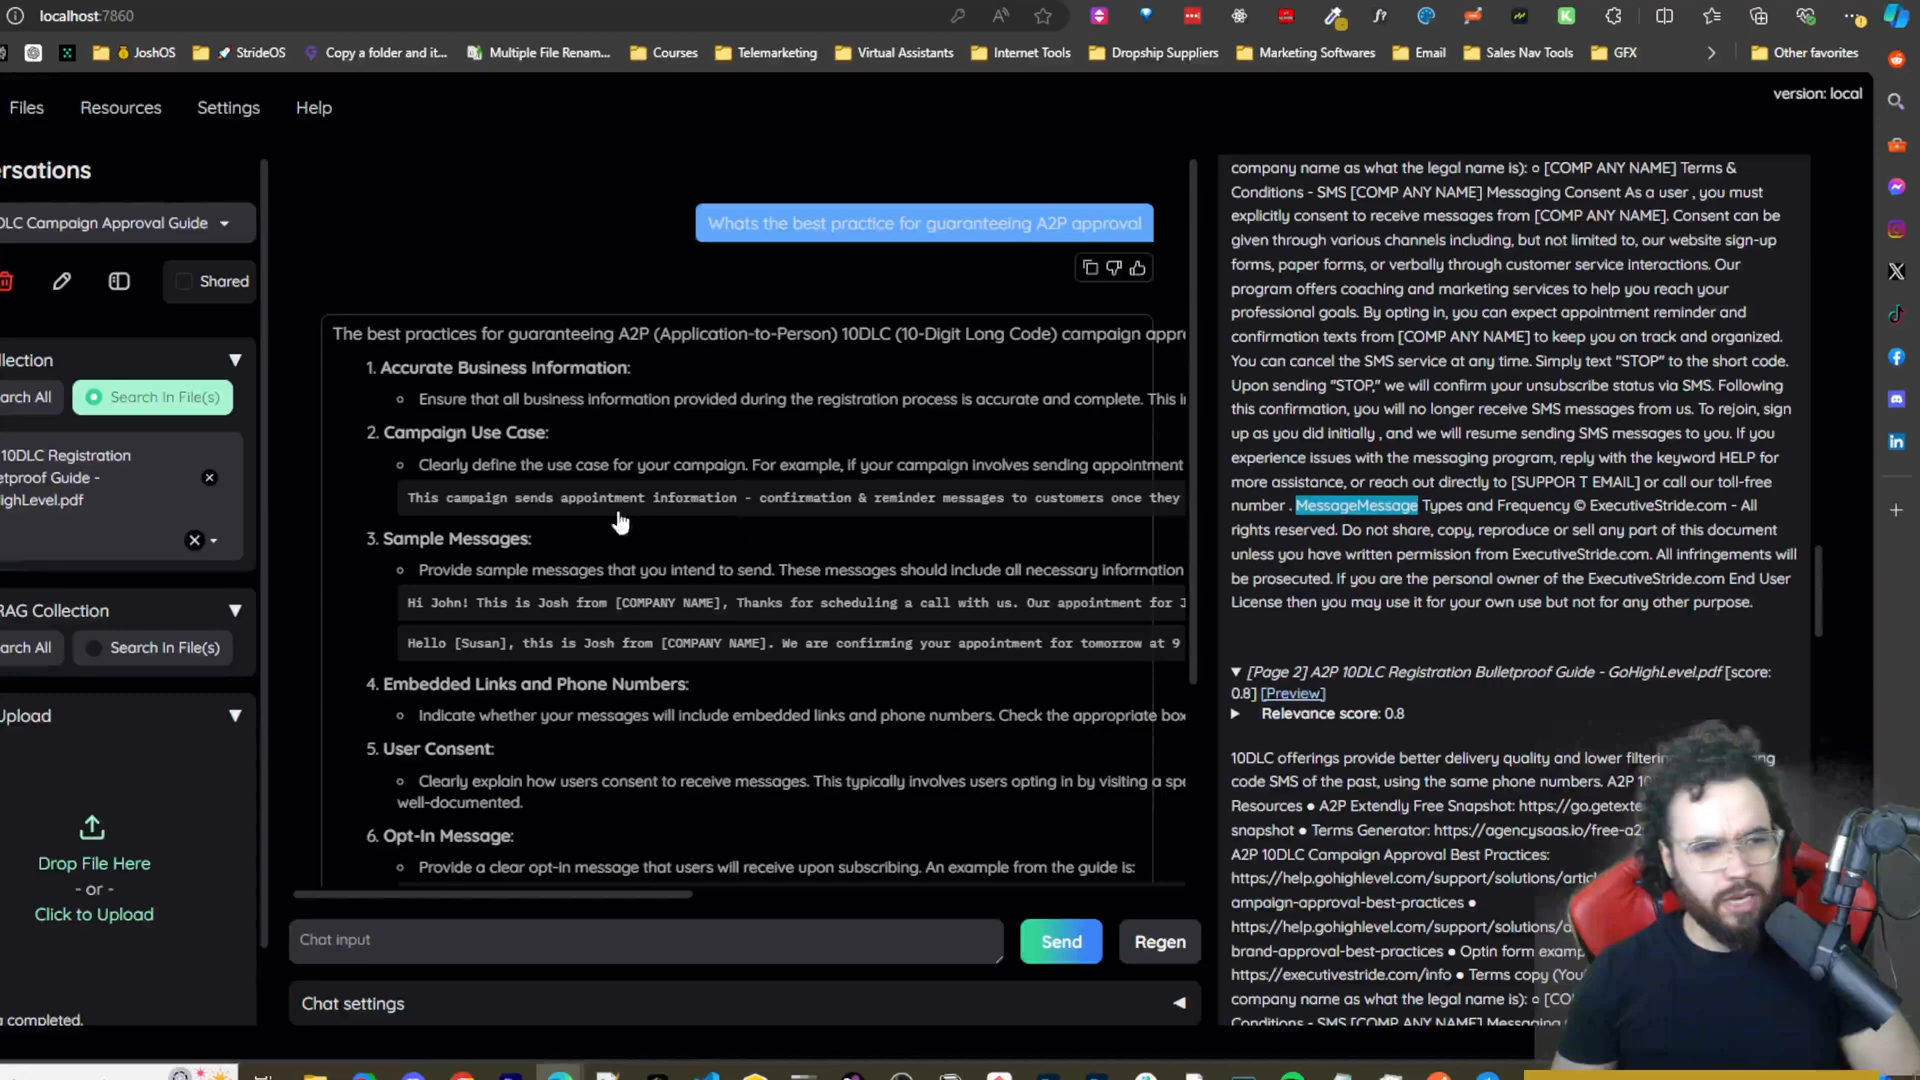 localhost:7860
JoshOS
StrideOS
Copy a folder and it...
Multiple File Renam...
Courses
Telemarketing
Virtual Assistants
Internet Tools
Dropship Suppliers
Marketing Softwares
Email
Sales Nav Tools
GFX
Other favorites
Files
Resources
Settings
Help
version: local
ersations
DLC Campaign Approval Guide
Shared
llection
arch All
Search In File(s)
10DLC Registration
etproof Guide -
HighLevel.pdf
RAG Collection
arch All
Search In File(s)
Upload
Drop File Here
- or -
Click to Upload
completed.
Whats the best practice for guaranteeing A2P approval
The best practices for guaranteeing A2P (Application-to-Person) 10DLC (10-Digit Long Code) campaign appr
1. Accurate Business Information:
Ensure that all business information provided during the registration process is accurate and complete. This i
2. Campaign Use Case:
Clearly define the use case for your campaign. For example, if your campaign involves sending appointment
This campaign sends appointment information - confirmation & reminder messages to customers once they
3. Sample Messages:
Provide sample messages that you intend to send. These messages should include all necessary information
Hi John! This is Josh from [COMPANY NAME], Thanks for scheduling a call with us. Our appointment for J
Hello [Susan], this is Josh from [COMPANY NAME]. We are confirming your appointment for tomorrow at 9
4. Embedded Links and Phone Numbers:
Indicate whether your messages will include embedded links and phone numbers. Check the appropriate box
5. User Consent:
Clearly explain how users consent to receive messages. This typically involves users opting in by visiting a spe
well-documented.
6. Opt-In Message:
Provide a clear opt-in message that users will receive upon subscribing. An example from the guide is:
Chat input
Send
Regen
Chat settings
company name as what the legal name is): ○ [COMP ANY NAME] Terms &
Conditions - SMS [COMP ANY NAME] Messaging Consent As a user , you must
explicitly consent to receive messages from [COMP ANY NAME]. Consent can be
given through various channels including, but not limited to, our website sign-up
forms, paper forms, or verbally through customer service interactions. Our
program offers coaching and marketing services to help you reach your
professional goals. By opting in, you can expect appointment reminder and
confirmation texts from [COMP ANY NAME] to keep you on track and organized.
You can cancel the SMS service at any time. Simply text "STOP" to the short code.
Upon sending "STOP," we will confirm your unsubscribe status via SMS. Following
this confirmation, you will no longer receive SMS messages from us. To rejoin, sign
up as you did initially , and we will resume sending SMS messages to you. If you
experience issues with the messaging program, reply with the keyword HELP for
more assistance, or reach out directly to [SUPPOR T EMAIL] or call our toll-free
number . MessageMessage Types and Frequency © ExecutiveStride.com - All
rights reserved. Do not share, copy, reproduce or sell any part of this document
unless you have written permission from ExecutiveStride.com. All infringements will
be prosecuted. If you are the personal owner of the ExecutiveStride.com End User
License then you may use it for your own use but not for any other purpose.
[Page 2] A2P 10DLC Registration Bulletproof Guide - GoHighLevel.pdf [score:
0.8] [Preview]
Relevance score: 0.8
10DLC offerings provide better delivery quality and lower filterin
code SMS of the past, using the same phone numbers. A2P 1
Resources ● A2P Extendly Free Snapshot: https://go.getexte
snapshot ● Terms Generator: https://agencysaas.io/free-a2
A2P 10DLC Campaign Approval Best Practices:
https://help.gohighlevel.com/support/solutions/artic
ampaign-approval-best-practices ●
https://help.gohighlevel.com/support/solutions/a
brand-approval-best-practices ● Optin form examp
https://executivestride.com/info ● Terms copy (You
company name as what the legal name is): ○ [CO
Conditions - SMS [COMP ANY NAME] Messaging